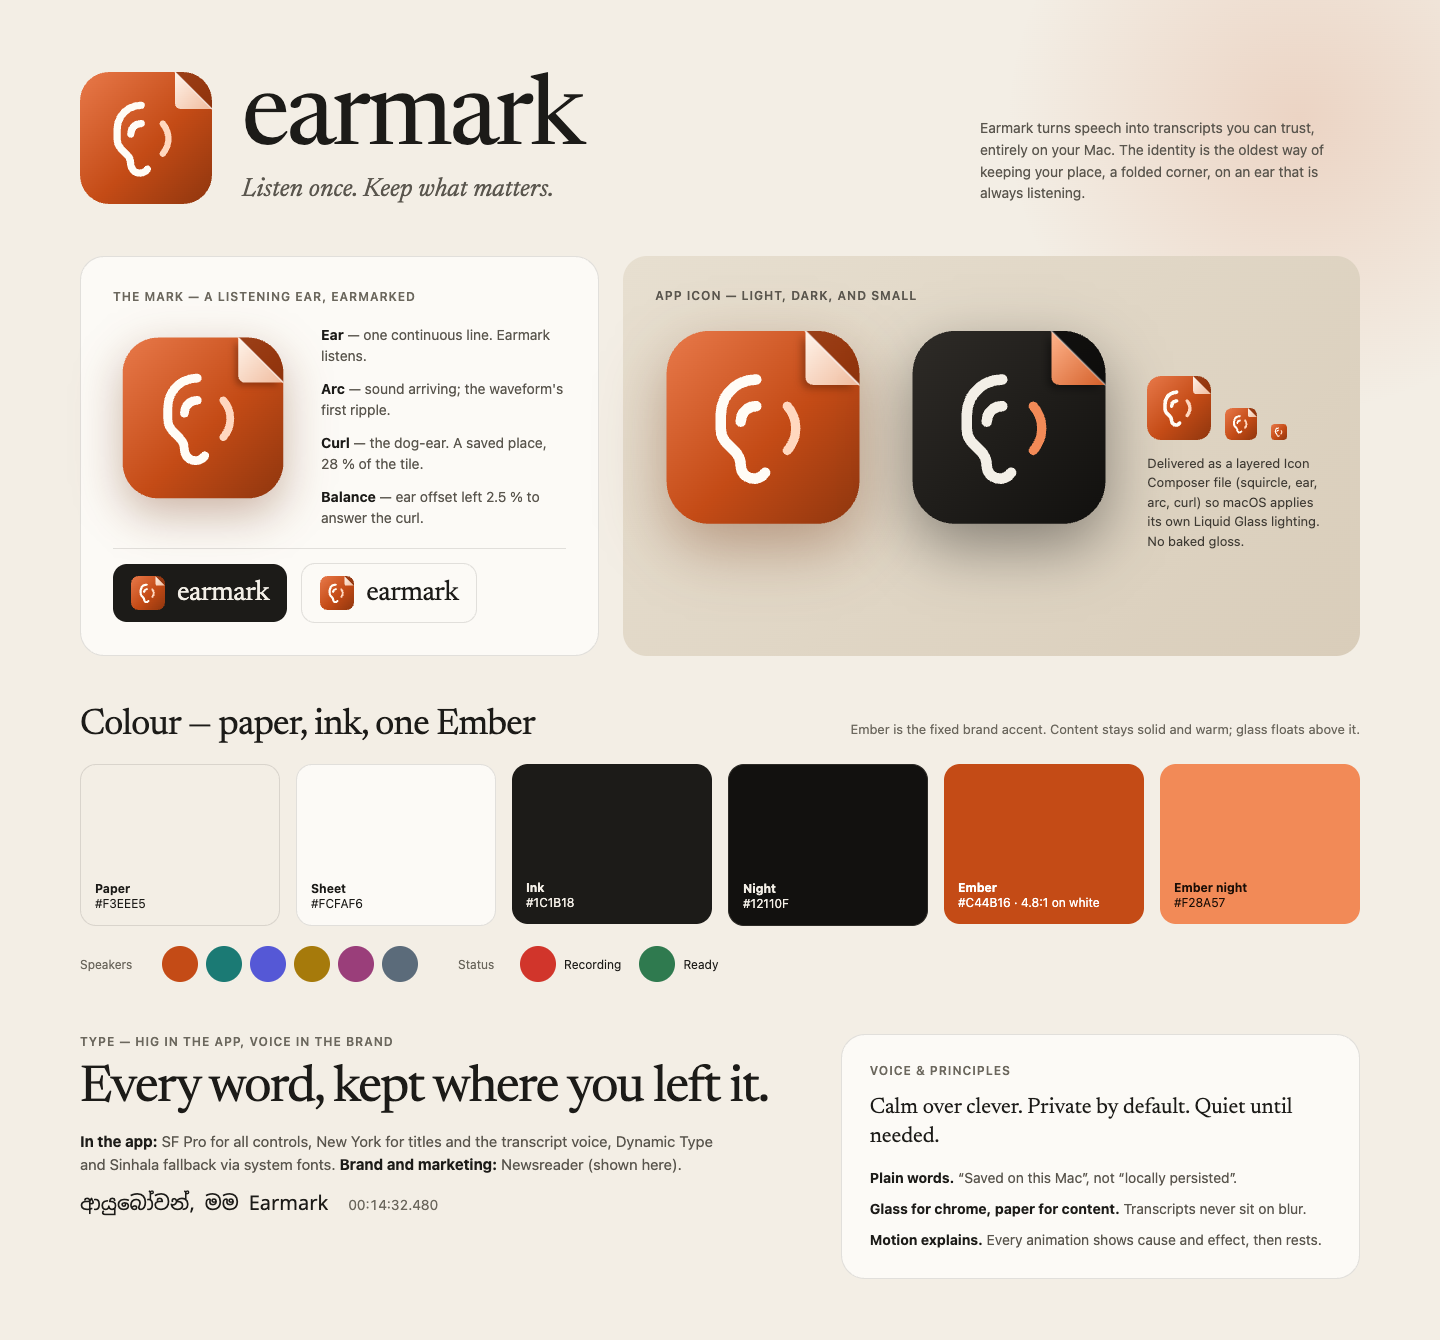 earmark
Listen once. Keep what matters.
Earmark turns speech into transcripts you can trust,
entirely on your Mac. The identity is the oldest way of
keeping your place, a folded corner, on an ear that is
always listening.
THE MARK — A LISTENING EAR, EARMARKED
Ear — one continuous line. Earmark
listens.
Arc — sound arriving; the waveform's
first ripple.
Curl — the dog-ear. A saved place,
28 % of the tile.
Balance — ear offset left 2.5 % to
answer the curl.
earmark
earmark
APP ICON — LIGHT, DARK, AND SMALL
Delivered as a layered Icon
Composer file (squircle, ear,
arc, curl) so macOS applies
its own Liquid Glass lighting.
No baked gloss.
Colour — paper, ink, one Ember
Ember is the fixed brand accent. Content stays solid and warm; glass floats above it.
Paper
#F3EEE5
Sheet
#FCFAF6
Ink
#1C1B18
Night
#12110F
Ember
#C44B16 · 4.8:1 on white
Ember night
#F28A57
Speakers
Status
Recording
Ready
TYPE — HIG IN THE APP, VOICE IN THE BRAND
Every word, kept where you left it.
In the app: SF Pro for all controls, New York for titles and the transcript voice, Dynamic Type
and Sinhala fallback via system fonts. Brand and marketing: Newsreader (shown here).
ආයුබෝවන්, මම Earmark 00:14:32.480
VOICE & PRINCIPLES
Calm over clever. Private by default. Quiet until
needed.
Plain words. “Saved on this Mac”, not “locally persisted”.
Glass for chrome, paper for content. Transcripts never sit on blur.
Motion explains. Every animation shows cause and effect, then rests.